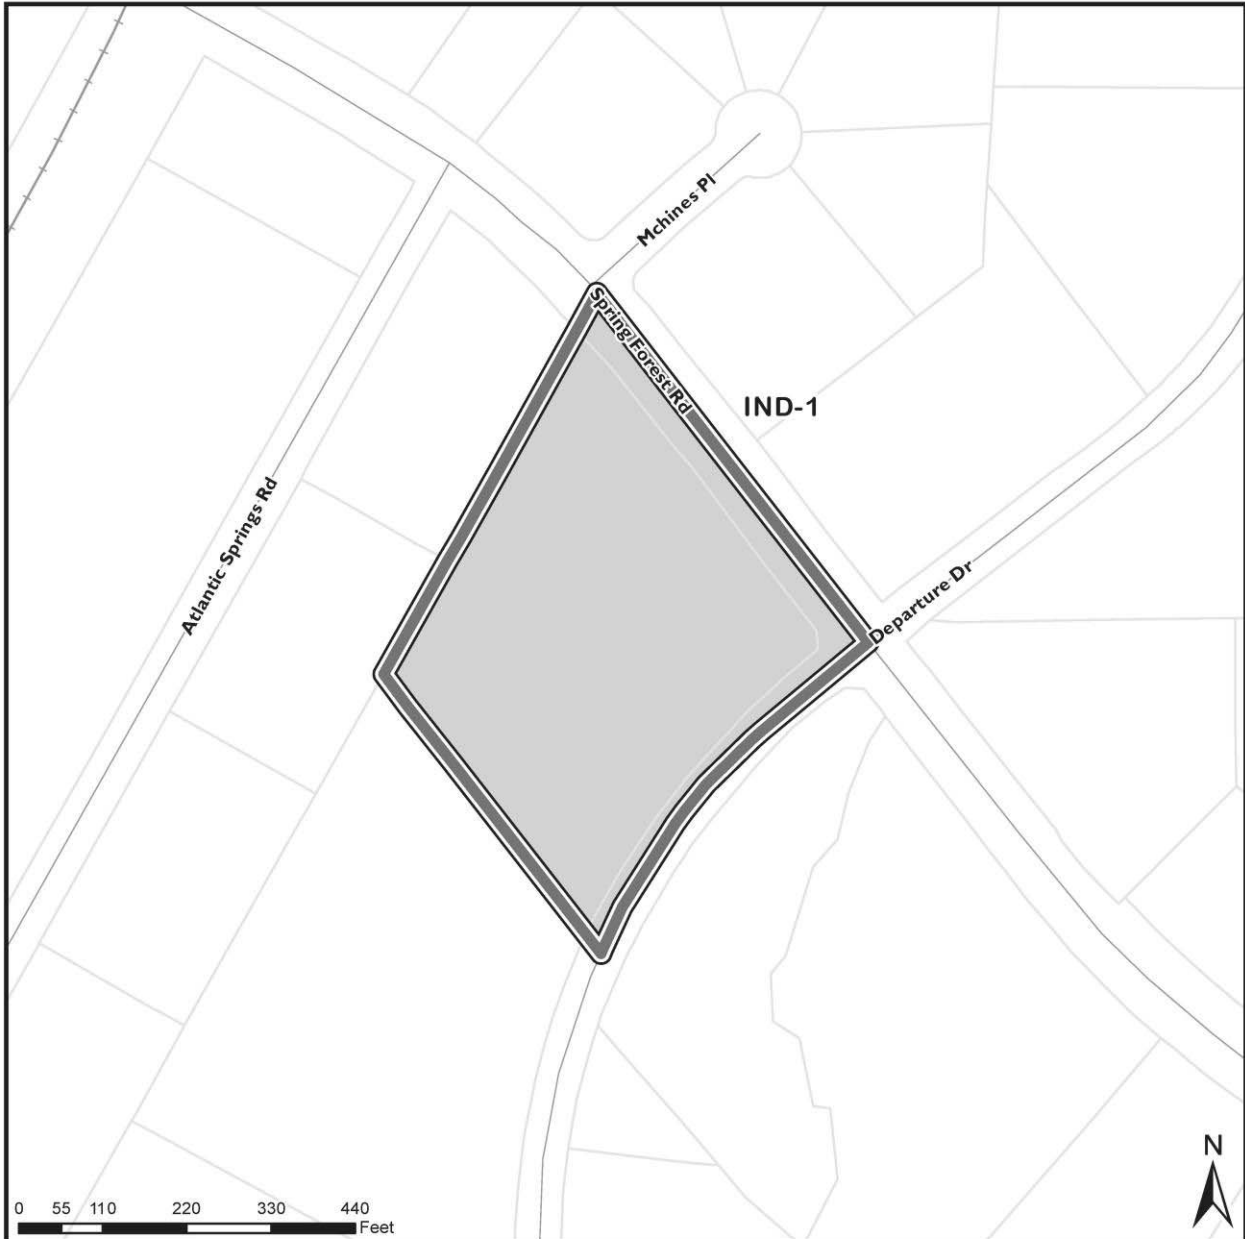 Mchines Pl
Spring Forest Rd
IND-1
Atlantic Springs Rd
Departure Dr
N
0 55 110 220 330 440
Feet